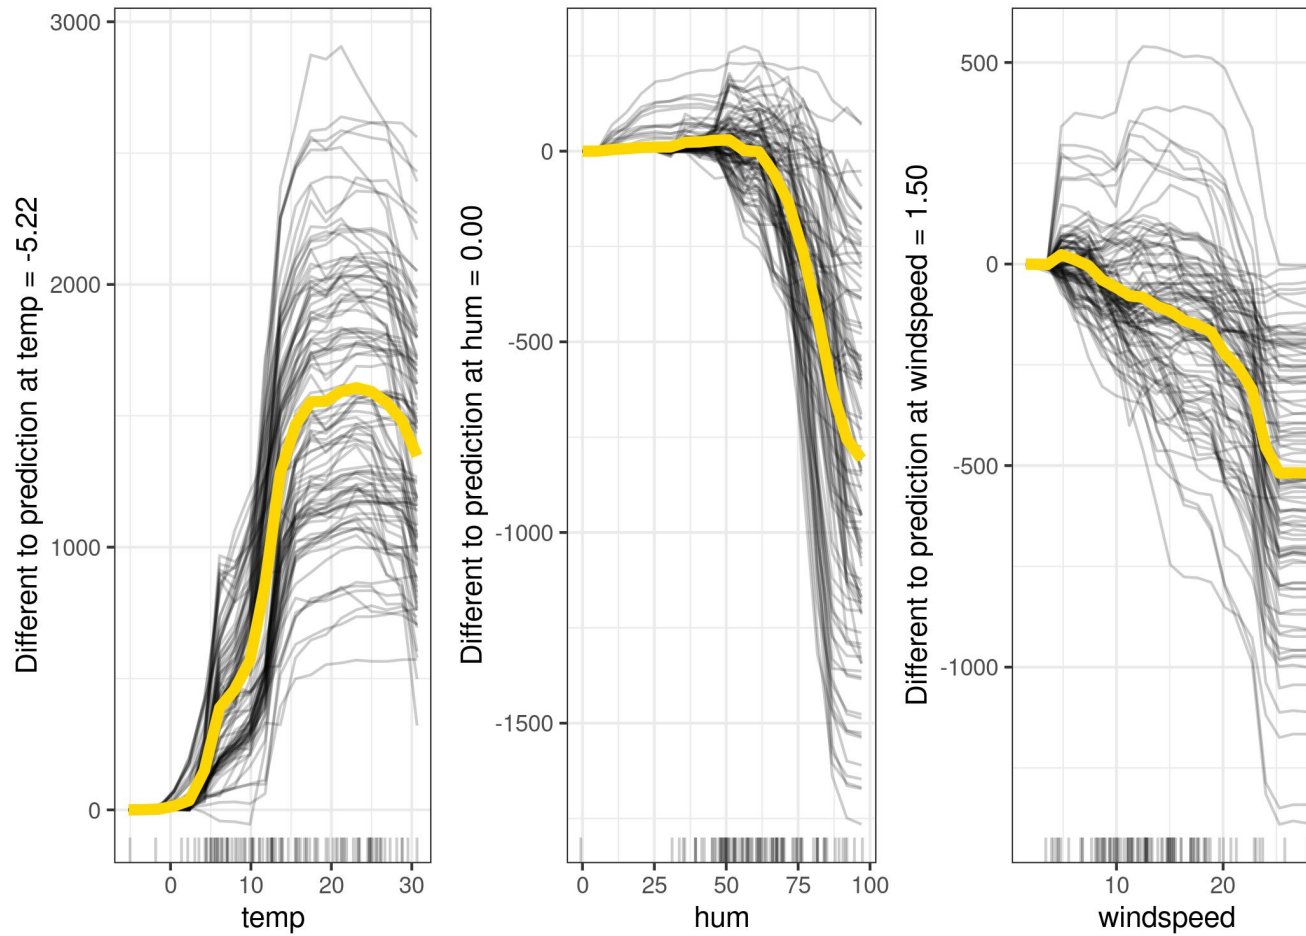 Different to prediction at temp = -5.22
3000
2000
1000
0
0 10 20 30
temp
Different to prediction at hum = 0.00
0
-500
-1000
-1500
0 25 50 75 100
hum
Different to prediction at windspeed = 1.50
500
0
-500
-1000
10 20
windspeed